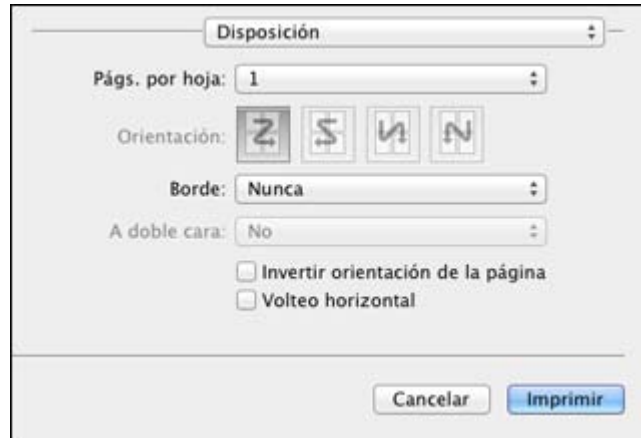 Disposición
Págs. por hoja: 1
Orientación:
Borde: Nunca
A doble cara: No
Invertir orientación de la página
Volteo horizontal
Cancelar Imprimir